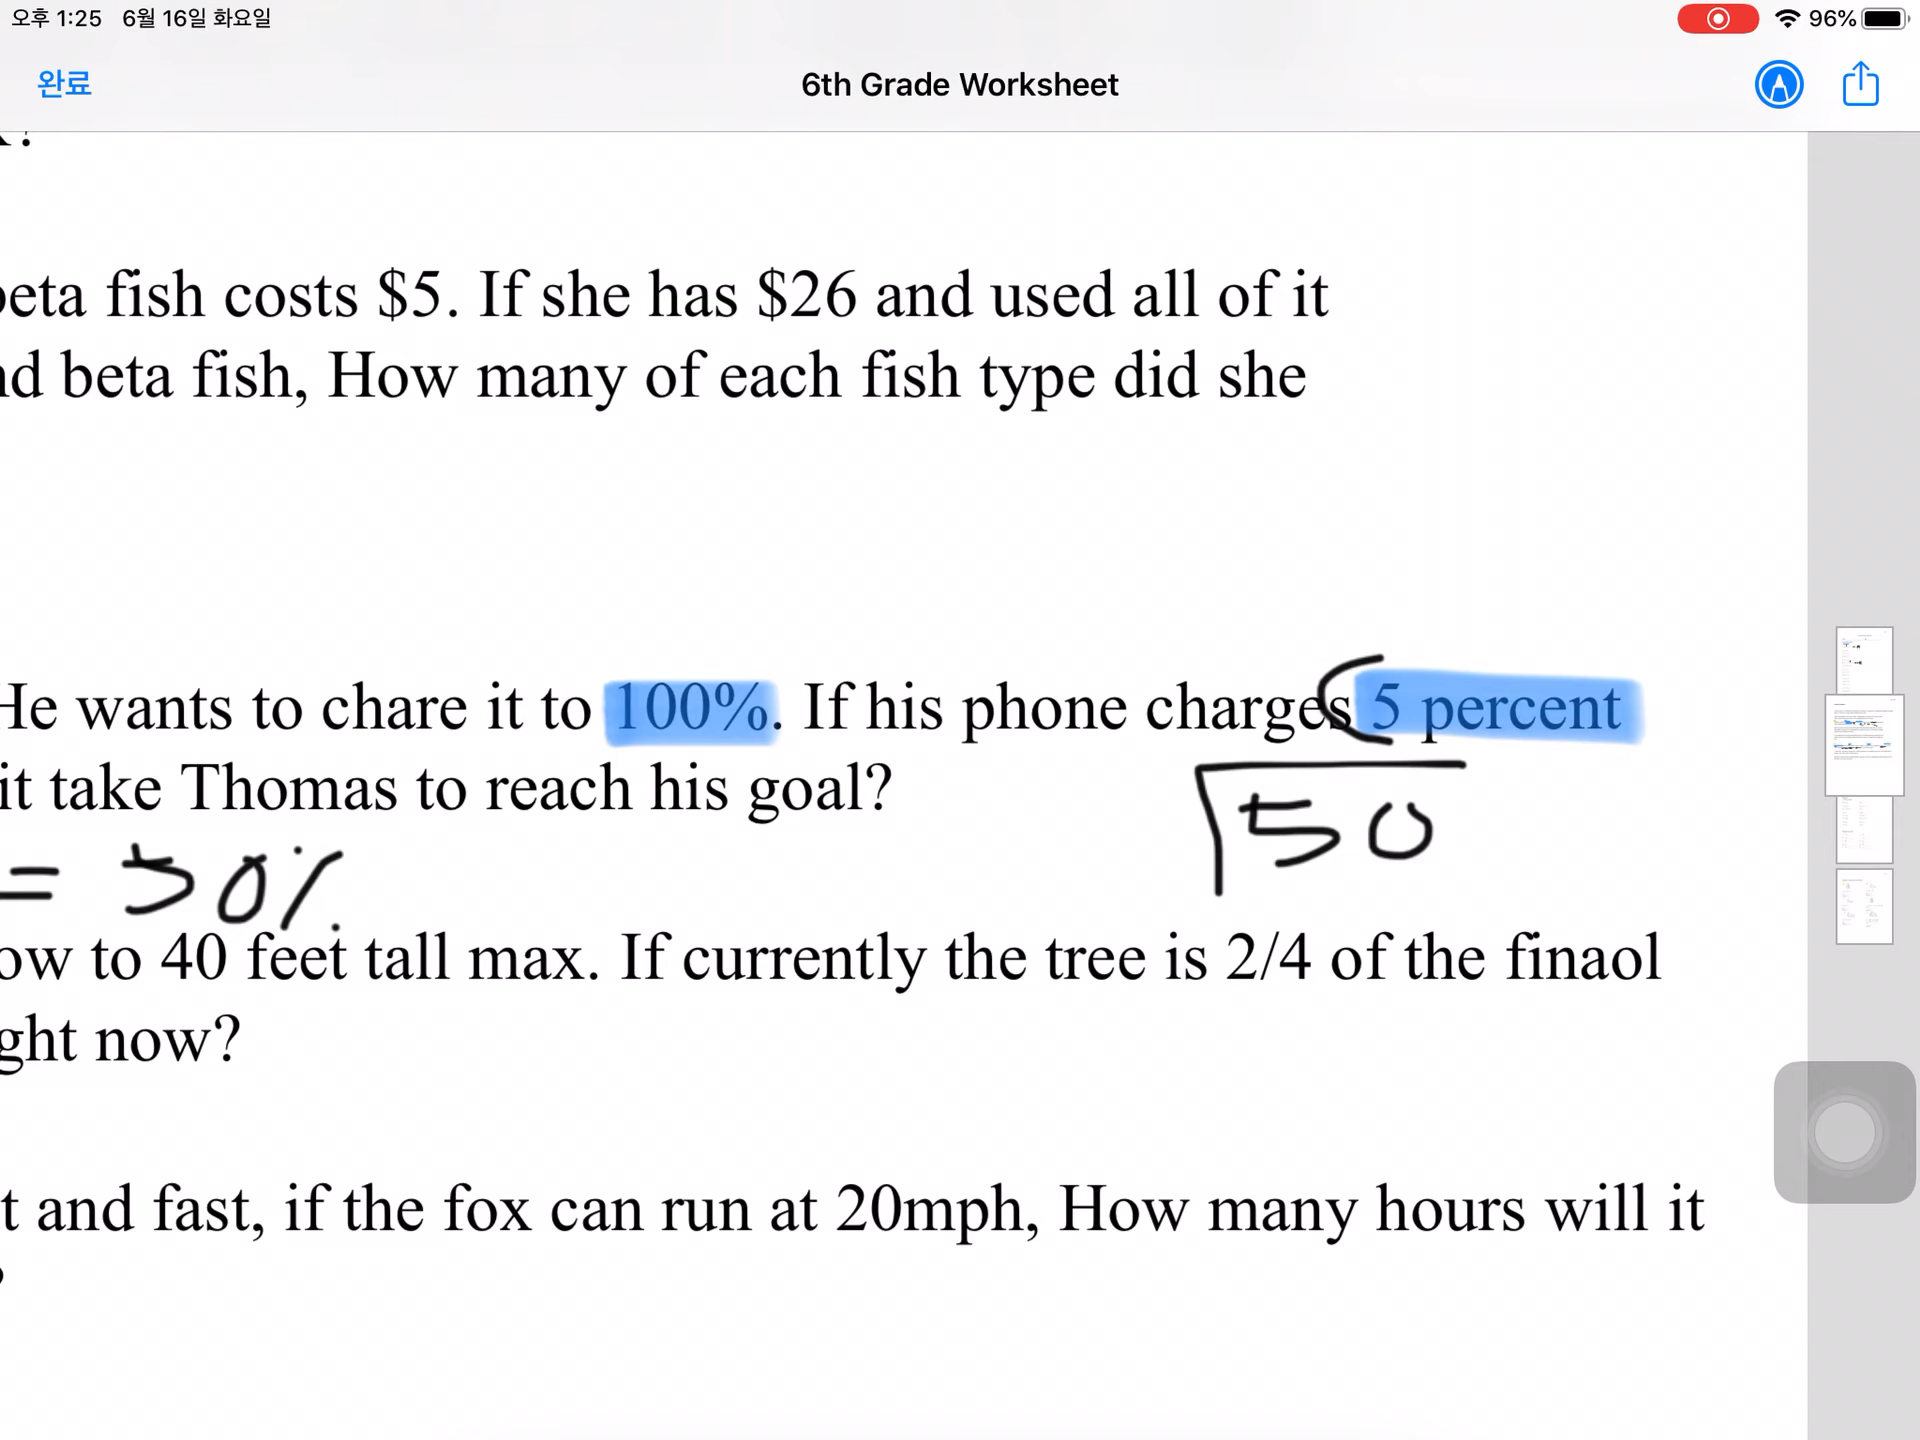 오후 1:25 6월 16일 화요일
96%
완료
6th Grade Worksheet
beta fish costs $5. If she has $26 and used all of it
nd beta fish, How many of each fish type did she
He wants to chare it to 100%. If his phone charges 5 percent
it take Thomas to reach his goal?
50
= 50%
ow to 40 feet tall max. If currently the tree is 2/4 of the finaol
ght now?
t and fast, if the fox can run at 20mph, How many hours will it